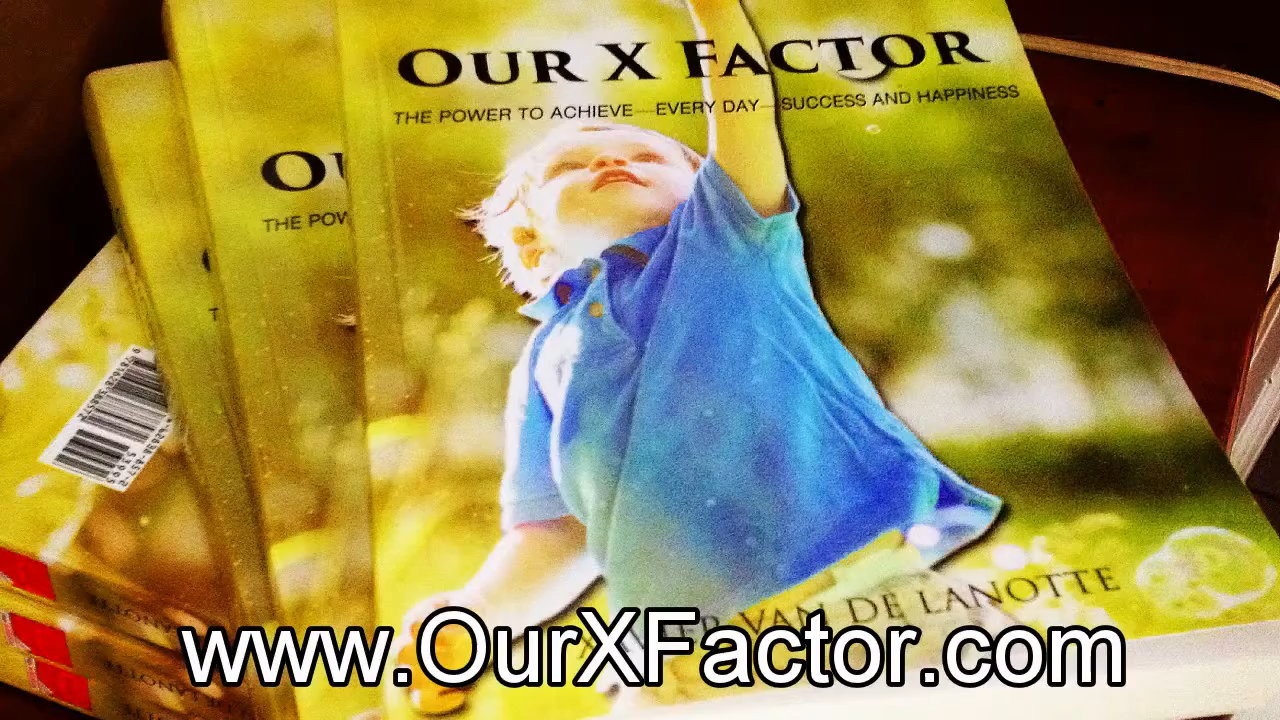 OUR X FACTOR
THE POWER TO ACHIEVE—EVERY DAY—SUCCESS AND HAPPINESS
OU
THE POW
T
VAN DE LANOTTE
www.OurXFactor.com